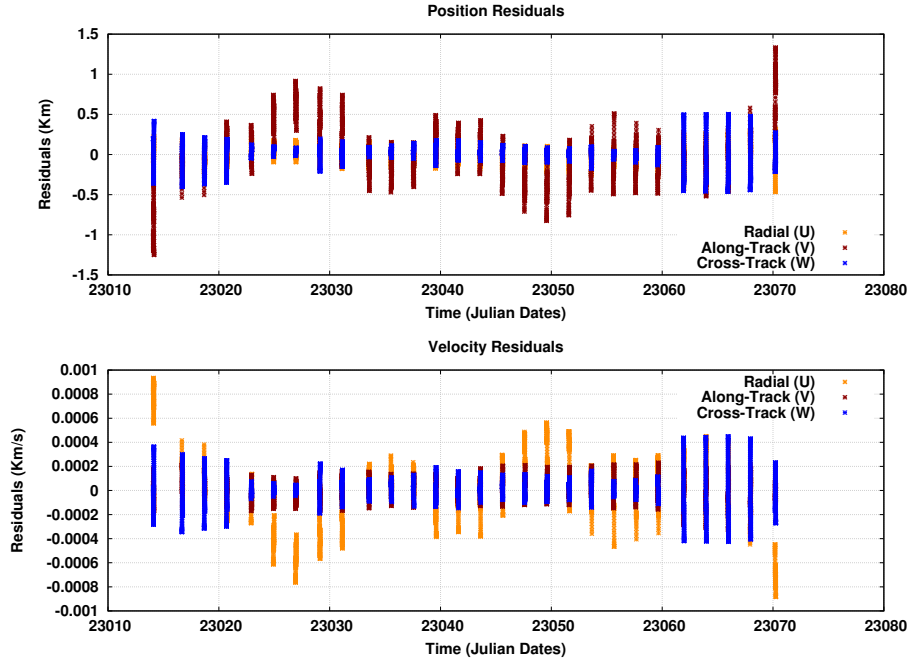 Position Residuals
1.5
1
0.5
0
-0.5
-1
-1.5
Residuals (Km)
Radial (U)
Along-Track (V)
Cross-Track (W)
23010 23020 23030 23040 23050 23060 23070 23080
Time (Julian Dates)
Velocity Residuals
0.001
0.0008
0.0006
0.0004
0.0002
0
-0.0002
-0.0004
-0.0006
-0.0008
-0.001
Residuals (Km/s)
Radial (U)
Along-Track (V)
Cross-Track (W)
23010 23020 23030 23040 23050 23060 23070 23080
Time (Julian Dates)